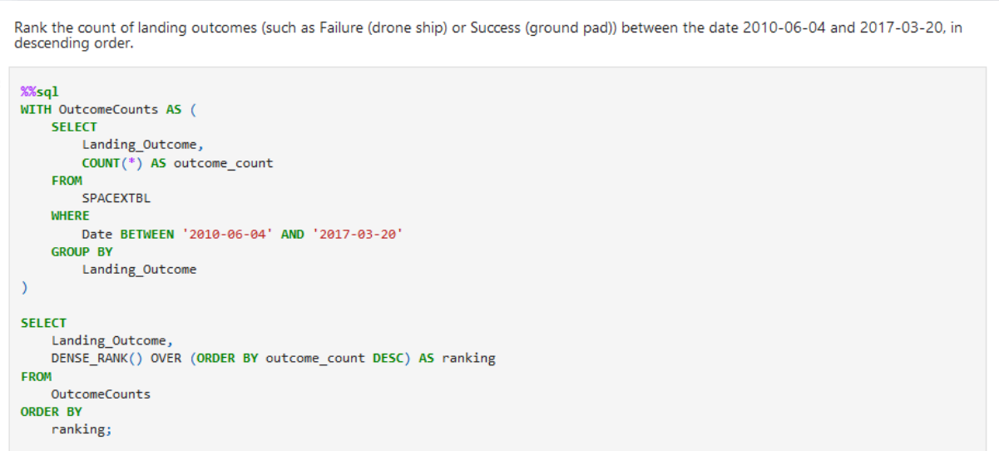 Rank the count of landing outcomes (such as Failure (drone ship) or Success (ground pad)) between the date 2010-06-04 and 2017-03-20, in
descending order.
%%sql
WITH OutcomeCounts AS (
    SELECT
        Landing_Outcome,
        COUNT(*) AS outcome_count
    FROM
        SPACEXTBL
    WHERE
        Date BETWEEN '2010-06-04' AND '2017-03-20'
    GROUP BY
        Landing_Outcome
)
SELECT
    Landing_Outcome,
    DENSE_RANK() OVER (ORDER BY outcome_count DESC) AS ranking
FROM
    OutcomeCounts
ORDER BY
    ranking;